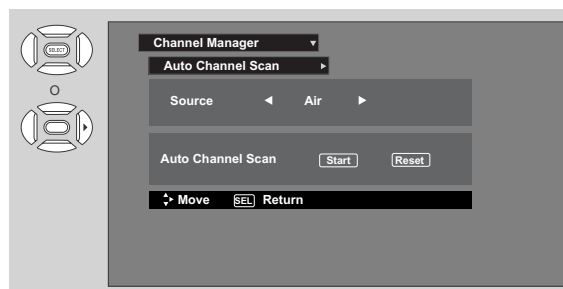 SELECT
O
Channel Manager
Auto Channel Scan
Source Air
Auto Channel Scan Start Reset
Move SEL Return